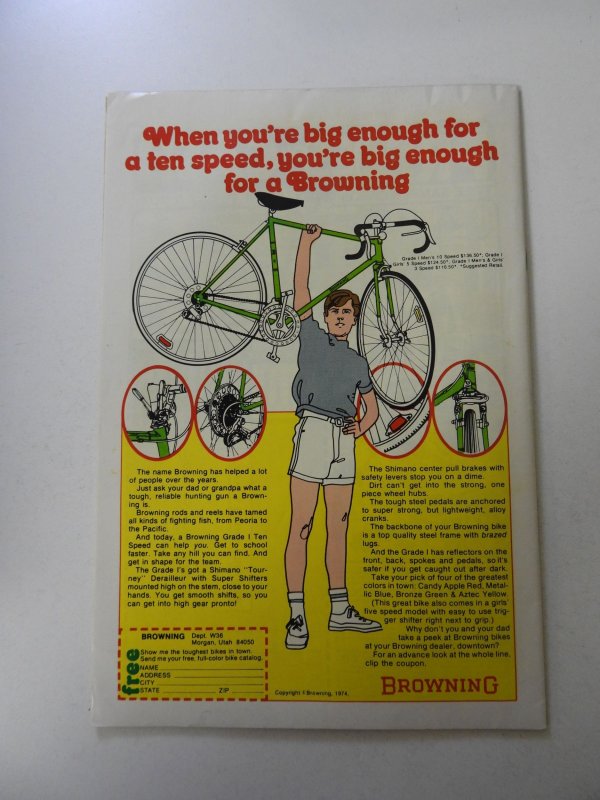 When you're big enough for
a ten speed, you're big enough
for a Browning
Grade I Men's 10 Speed $136.50*, Grade I
Girls' 5 Speed $124.50*, Grade I Men's & Girls'
3 Speed $110.50*. *Suggested Retail.
The name Browning has helped a lot
of people over the years.
Just ask your dad or grandpa what a
tough, reliable hunting gun a Brown-
ing is.
Browning rods and reels have tamed
all kinds of fighting fish, from Peoria to
the Pacific.
And today, a Browning Grade I Ten
Speed can help you. Get to school
faster. Take any hill you can find. And
get in shape for the team.
The Grade I's got a Shimano "Tour-
ney" Derailleur with Super Shifters
mounted high on the stem, close to your
hands. You get smooth shifts, so you
can get into high gear pronto!
The Shimano center pull brakes with
safety levers stop you on a dime.
Dirt can't get into the strong, one
piece wheel hubs.
The tough steel pedals are anchored
to super strong, but lightweight, alloy
cranks.
The backbone of your Browning bike
is a top quality steel frame with brazed
lugs.
And the Grade I has reflectors on the
front, back, spokes and pedals, so it's
safer if you get caught out after dark.
Take your pick of four of the greatest
colors in town: Candy Apple Red, Metal-
lic Blue, Bronze Green & Aztec Yellow.
(This great bike also comes in a girls'
five speed model with easy to use trig-
ger shifter right next to grip.)
Why don't you and your dad
take a peek at Browning bikes
at your Browning dealer, downtown?
For an advance look at the whole line,
clip the coupon.
BROWNING Dept. W36
Morgan, Utah 84050
free
Show me the toughest bikes in town.
Send me your free, full-color bike catalog.
NAME
ADDRESS
CITY
STATE ZIP
Copyright © Browning, 1974.
BROWNING